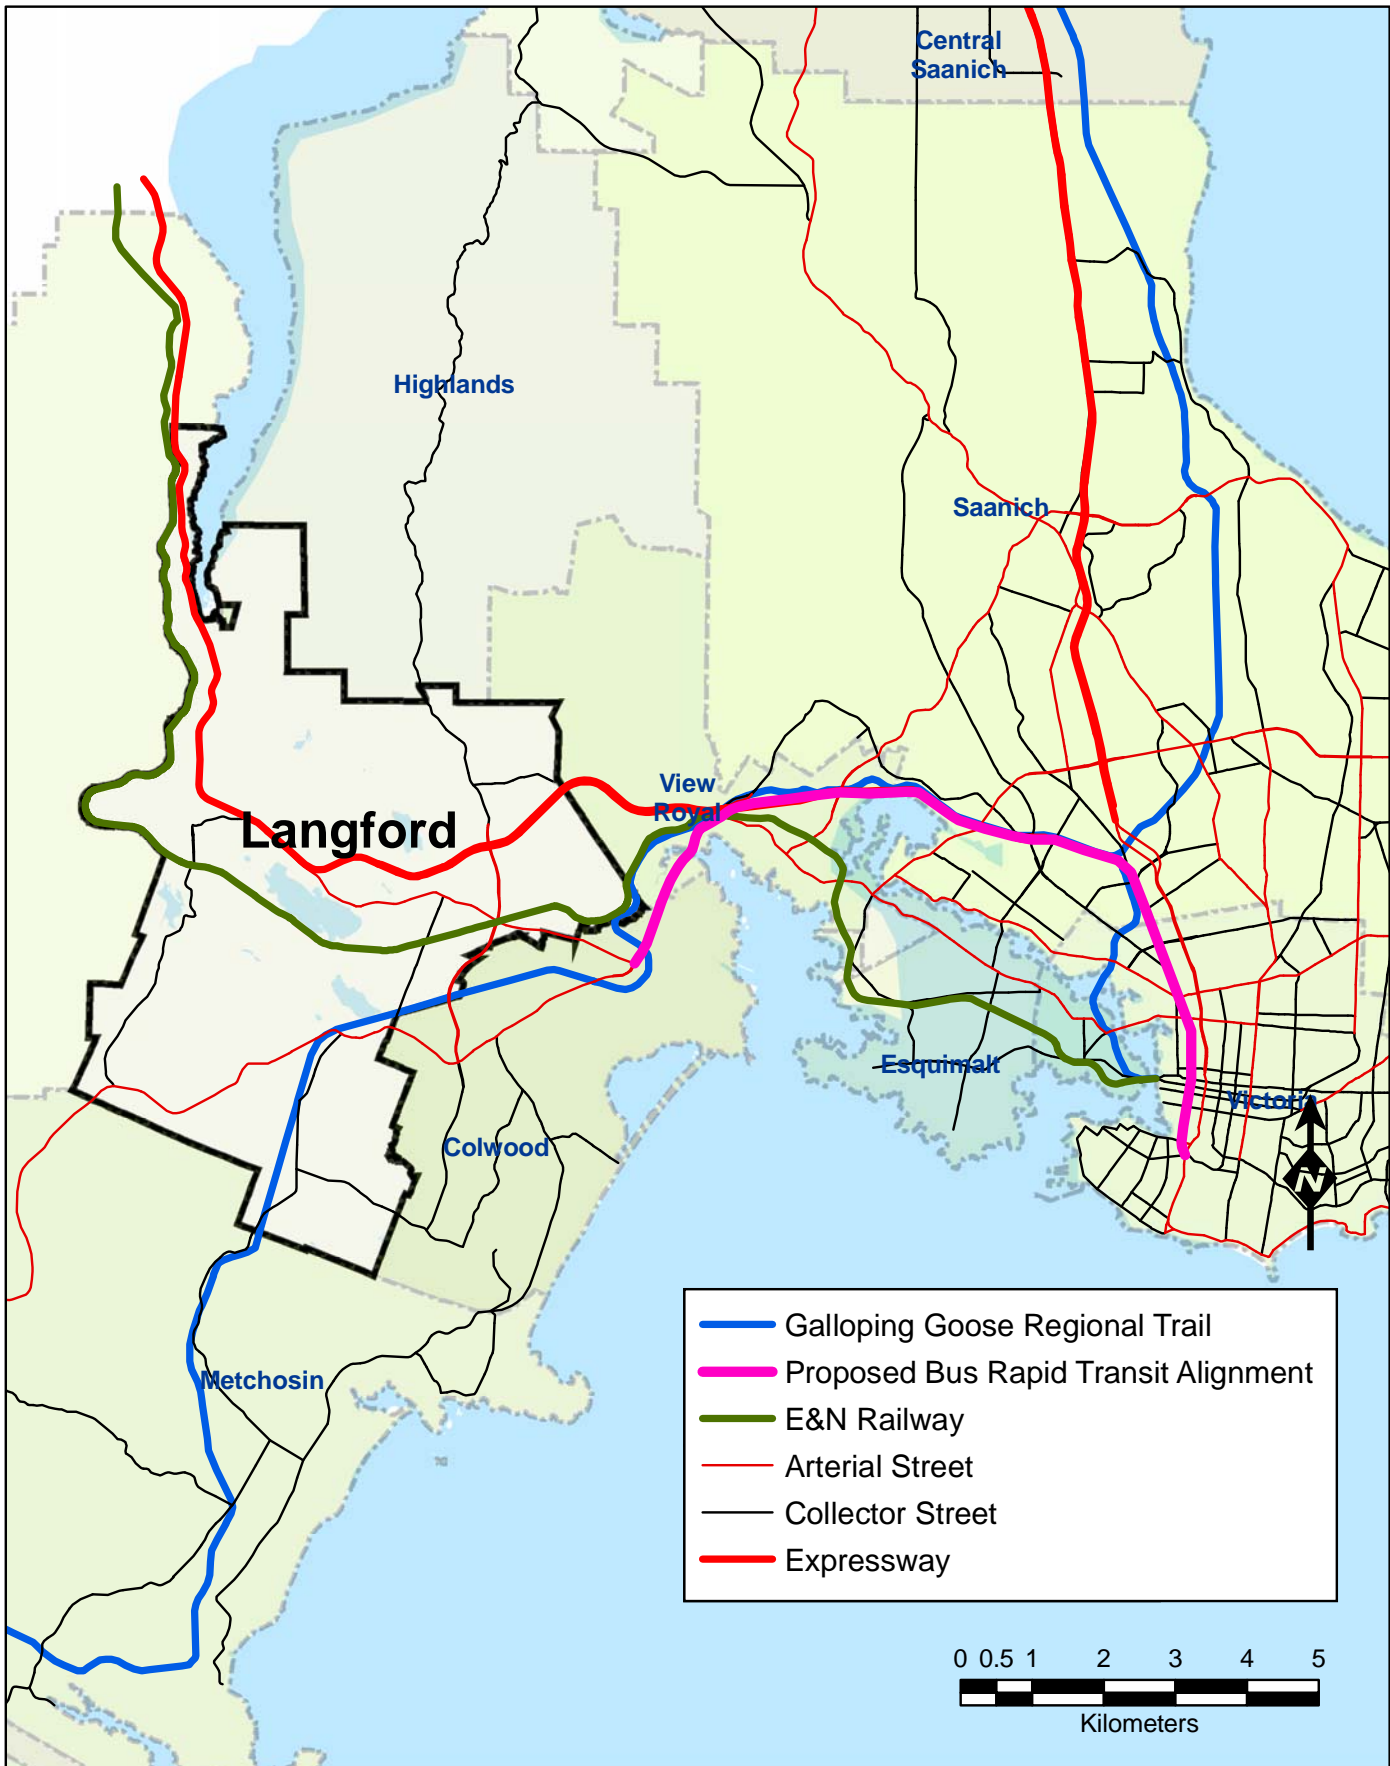 Central
Saanich
Highlands
Saanich
View
Royal
Langford
Esquimalt
Victoria
Colwood
N
Metchosin
Galloping Goose Regional Trail
Proposed Bus Rapid Transit Alignment
E&N Railway
Arterial Street
Collector Street
Expressway
0 0.5 1 2 3 4 5
Kilometers